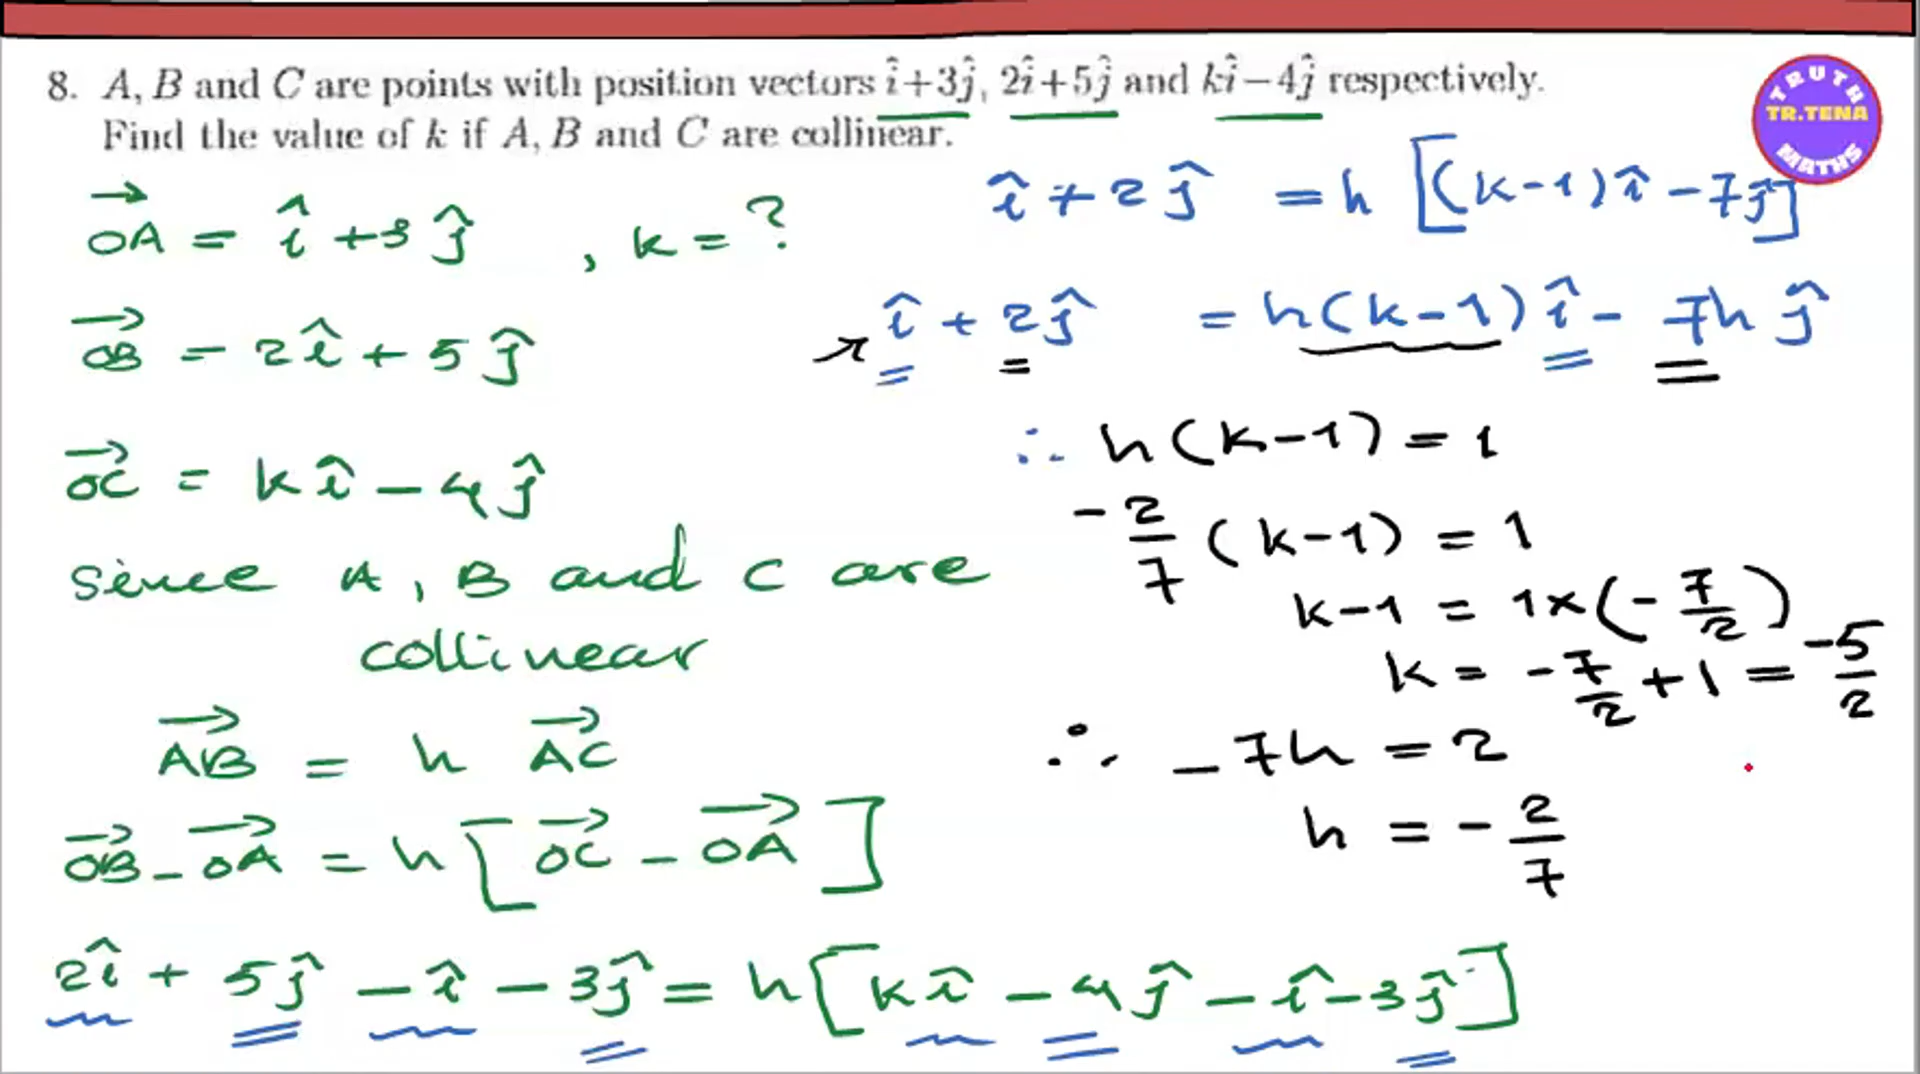 8. A, B and C are points with position vectors î+3ĵ, 2î+5ĵ and kî−4ĵ respectively.
Find the value of k if A, B and C are collinear.
TRUTH
TR.TENA
MATHS
→OA = î + 3ĵ , k = ?
→OB = 2î + 5ĵ
→OC = kî − 4ĵ
since A, B and C are
collinear
→AB = h →AC
→OB − →OA = h[→OC − →OA]
2î + 5ĵ − î − 3ĵ = h[kî − 4ĵ − î − 3ĵ]
î + 2ĵ = h[(k−1)î − 7ĵ]
î + 2ĵ = h(k−1)î − 7hĵ
∴ h(k−1) = 1
−2/7 (k−1) = 1
k−1 = 1×(−7/2)
k = −7/2 + 1 = −5/2
∴ −7h = 2
h = −2/7